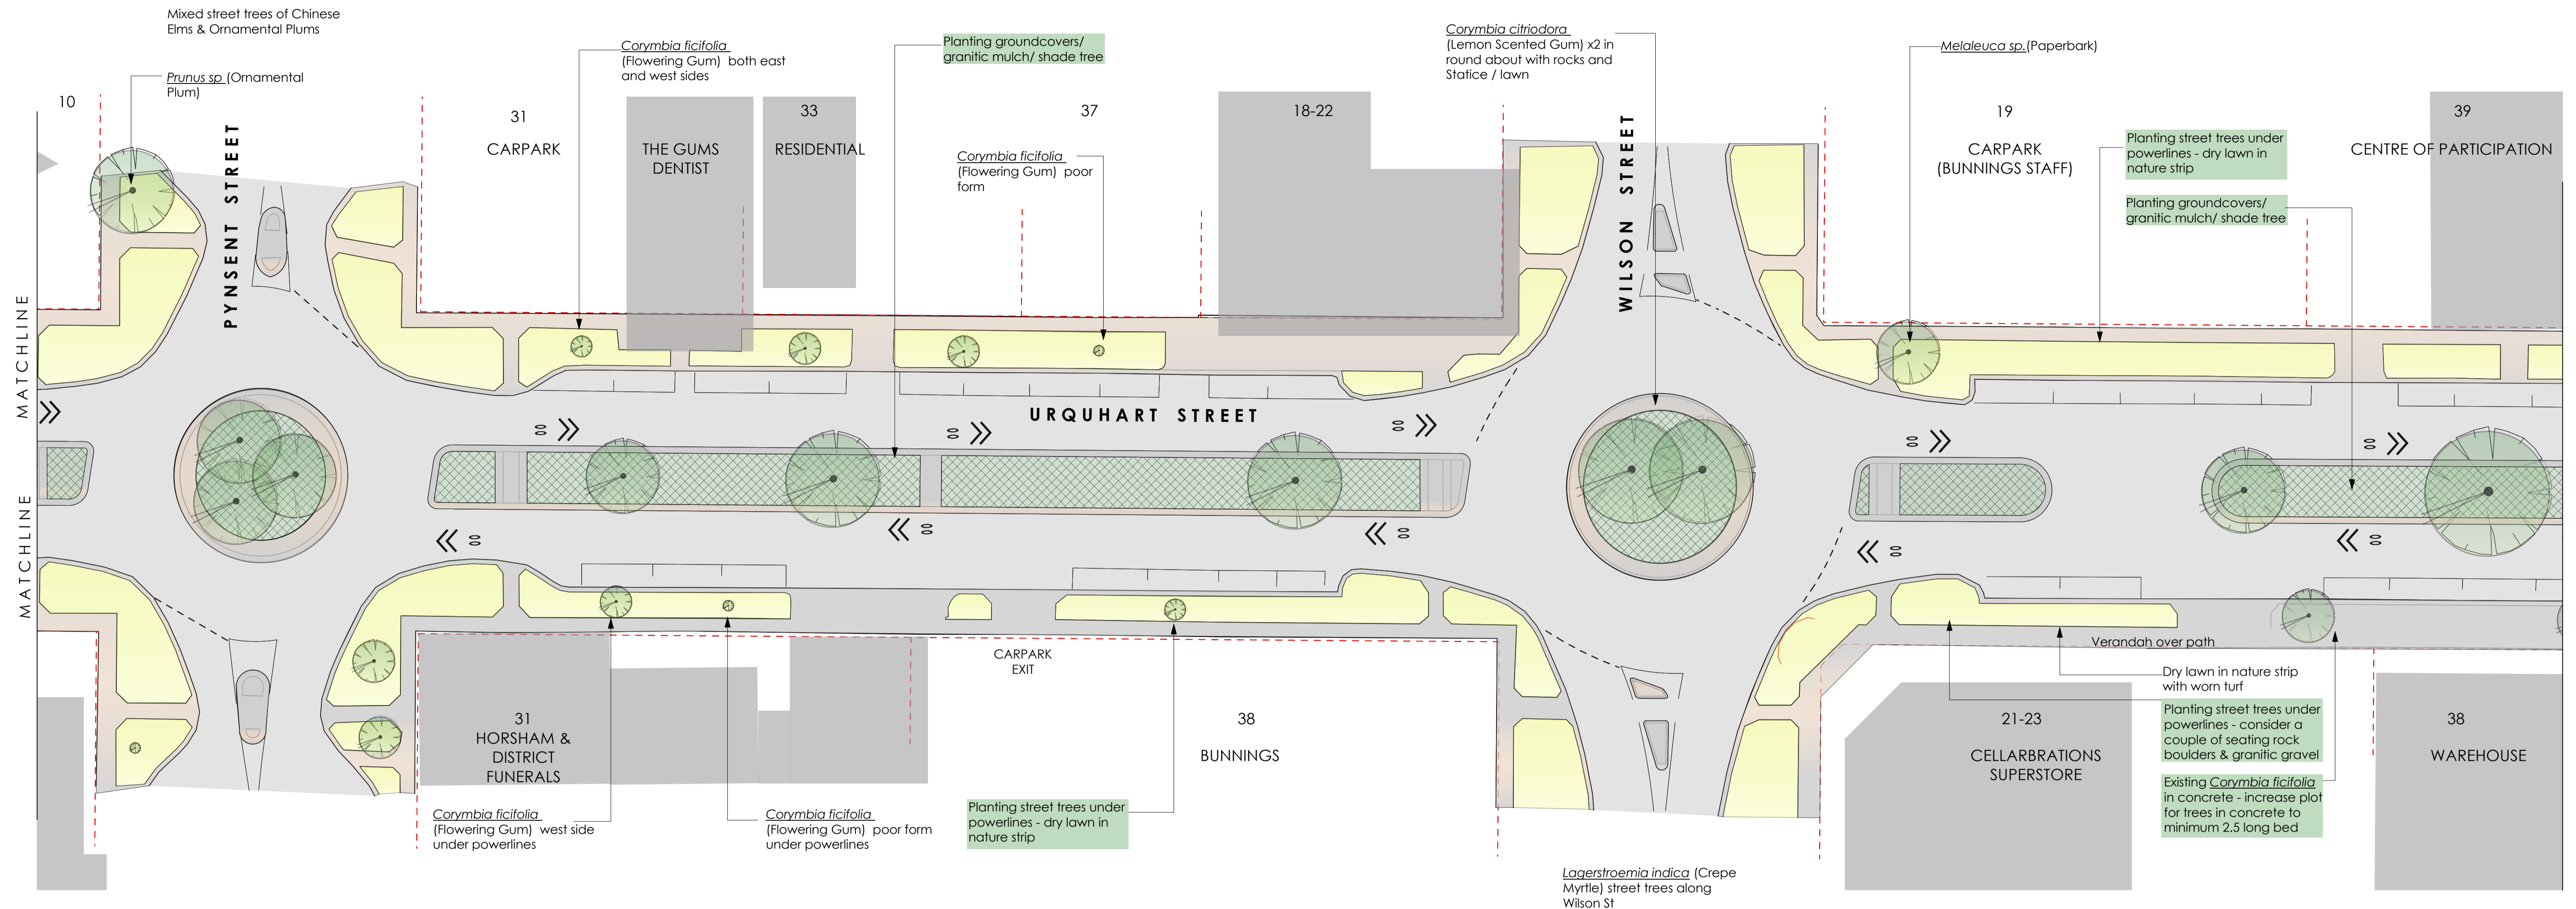 Mixed street trees of Chinese
Elms & Ornamental Plums
Prunus sp (Ornamental
Plum)
10
PYNSENT STREET
Corymbia ficifolia
(Flowering Gum) both east
and west sides
31
CARPARK
THE GUMS
DENTIST
33
RESIDENTIAL
Planting groundcovers/
granitic mulch/ shade tree
37
Corymbia ficifolia
(Flowering Gum) poor
form
18-22
Corymbia citriodora
(Lemon Scented Gum) x2 in
round about with rocks and
Statice / lawn
WILSON STREET
Melaleuca sp.(Paperbark)
19
CARPARK
(BUNNINGS STAFF)
Planting street trees under
powerlines - dry lawn in
nature strip
Planting groundcovers/
granitic mulch/ shade tree
39
CENTRE OF PARTICIPATION
MATCHLINE
MATCHLINE
URQUHART STREET
31
HORSHAM &
DISTRICT
FUNERALS
Corymbia ficifolia
(Flowering Gum) west side
under powerlines
Corymbia ficifolia
(Flowering Gum) poor form
under powerlines
CARPARK
EXIT
Planting street trees under
powerlines - dry lawn in
nature strip
38
BUNNINGS
Lagerstroemia indica (Crepe
Myrtle) street trees along
Wilson St
21-23
CELLARBRATIONS
SUPERSTORE
Verandah over path
Dry lawn in nature strip
with worn turf
Planting street trees under
powerlines - consider a
couple of seating rock
boulders & granitic gravel
Existing Corymbia ficifolia
in concrete - increase plot
for trees in concrete to
minimum 2.5 long bed
38
WAREHOUSE